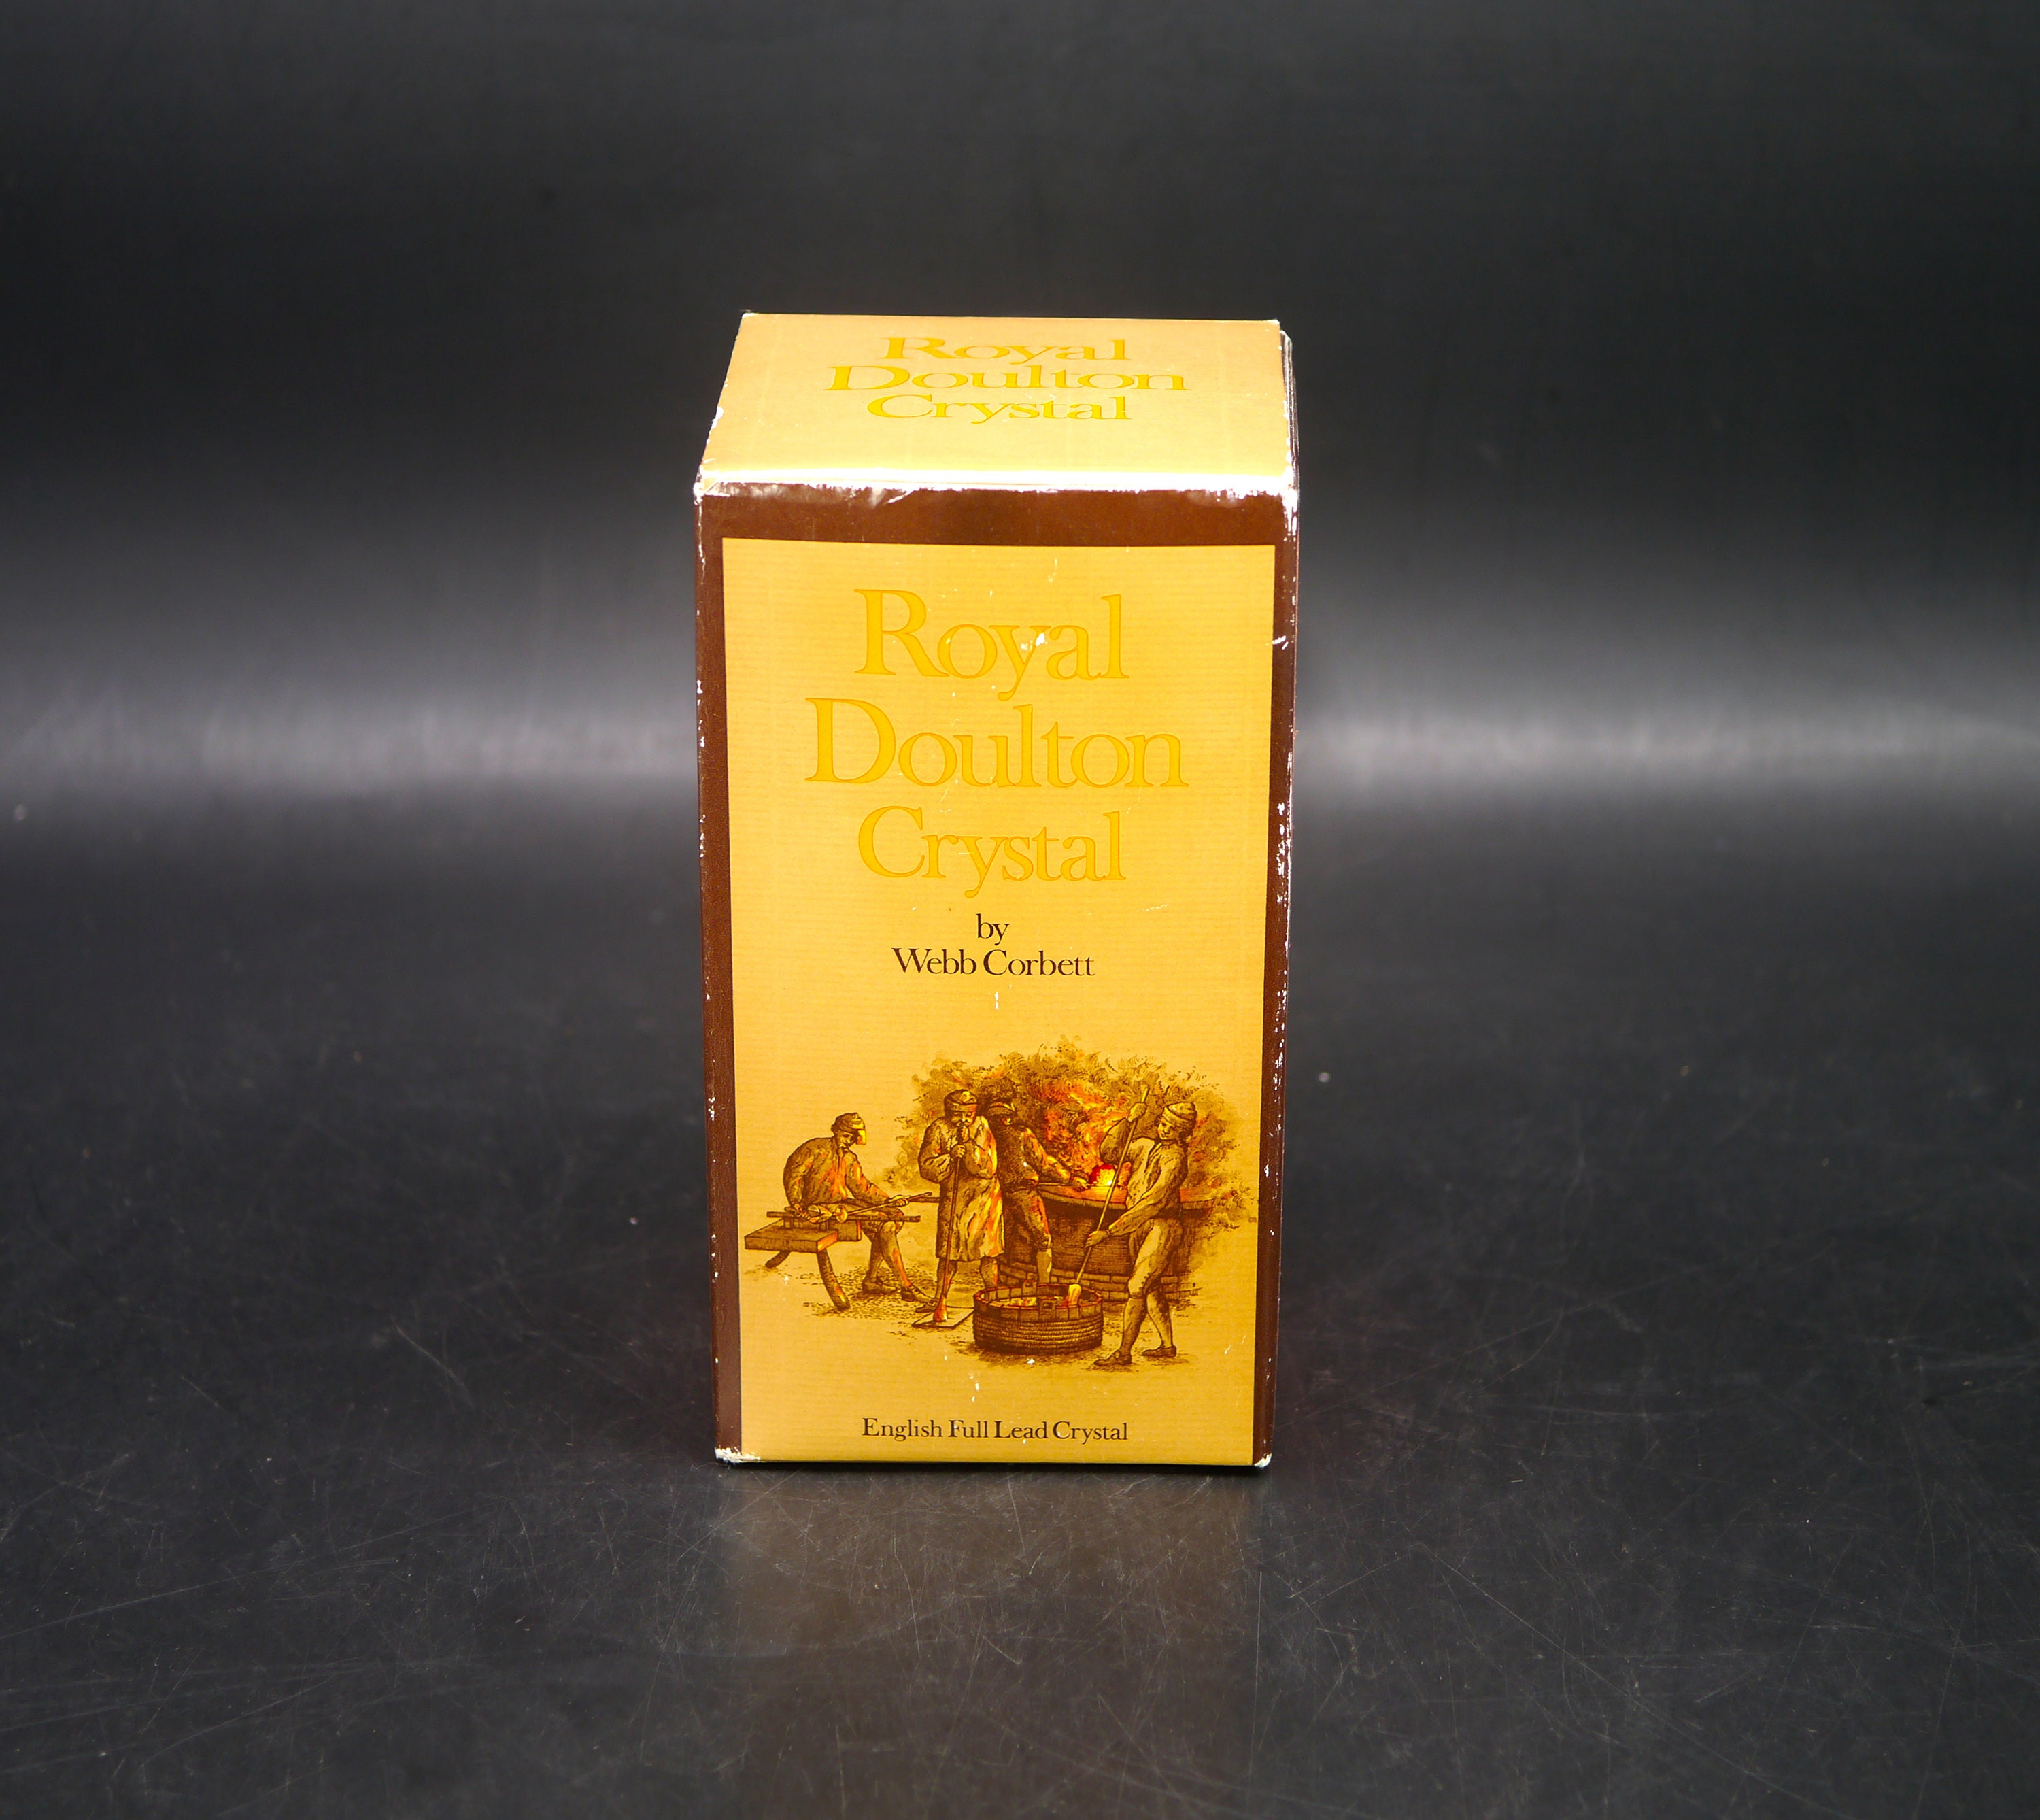 Royal
Doulton
Crystal
Royal
Doulton
Crystal
by
Webb Corbett
English Full Lead Crystal